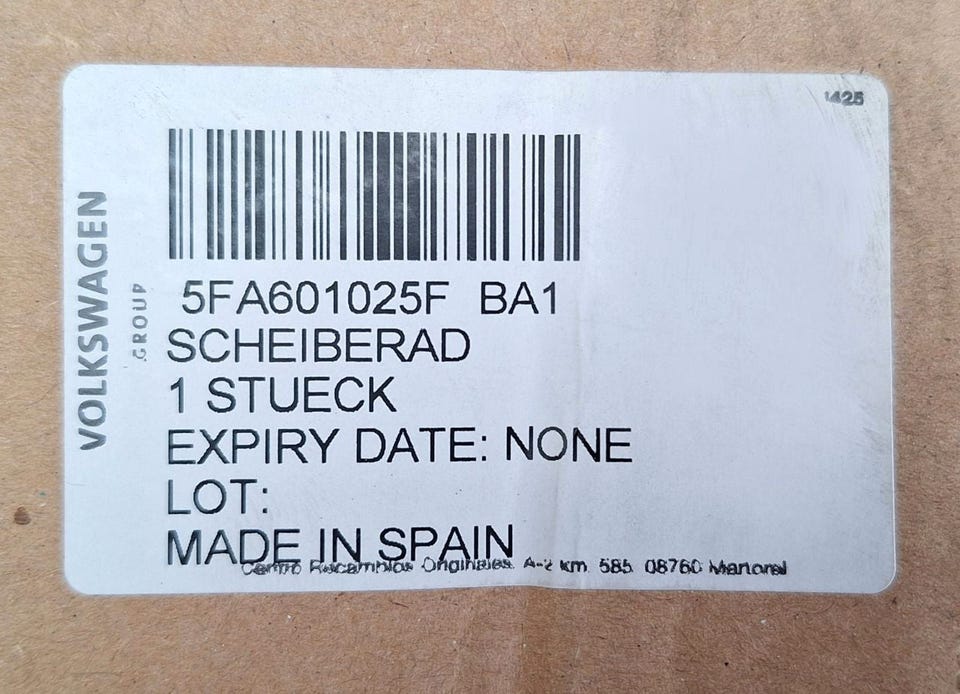 1425
VOLKSWAGEN
GROUP
5FA601025F BA1
SCHEIBERAD
1 STUECK
EXPIRY DATE: NONE
LOT:
MADE IN SPAIN
Centro Recambios Originales A-2 km. 585 08760 Martorel